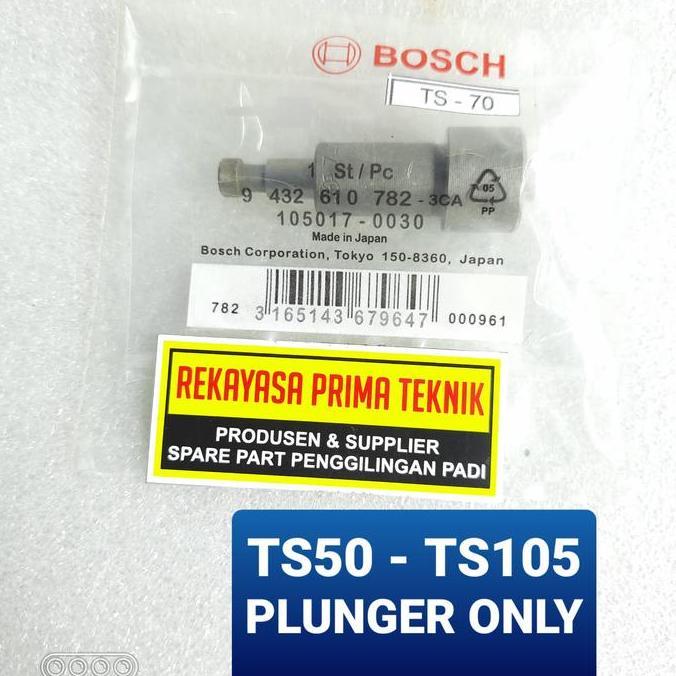 BOSCH
TS - 70
1 St / Pc
9 432 610 782 - 3CA
05
PP
105017 - 0030
Made in Japan
Bosch Corporation, Tokyo 150-8360, Japan
782 3 165143 679647 000961
REKAYASA PRIMA TEKNIK
PRODUSEN & SUPPLIER
SPARE PART PENGGILINGAN PADI
TS50 - TS105
PLUNGER ONLY